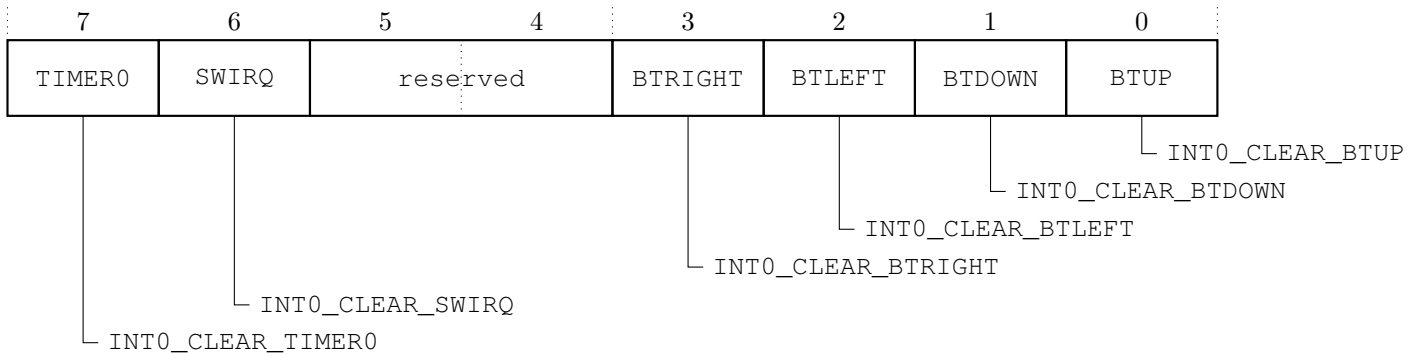 7 6 5 4 3 2 1 0
TIMER0 SWIRQ reserved BTRIGHT BTLEFT BTDOWN BTUP
INT0_CLEAR_BTUP
INT0_CLEAR_BTDOWN
INT0_CLEAR_BTLEFT
INT0_CLEAR_BTRIGHT
INT0_CLEAR_SWIRQ
INT0_CLEAR_TIMER0